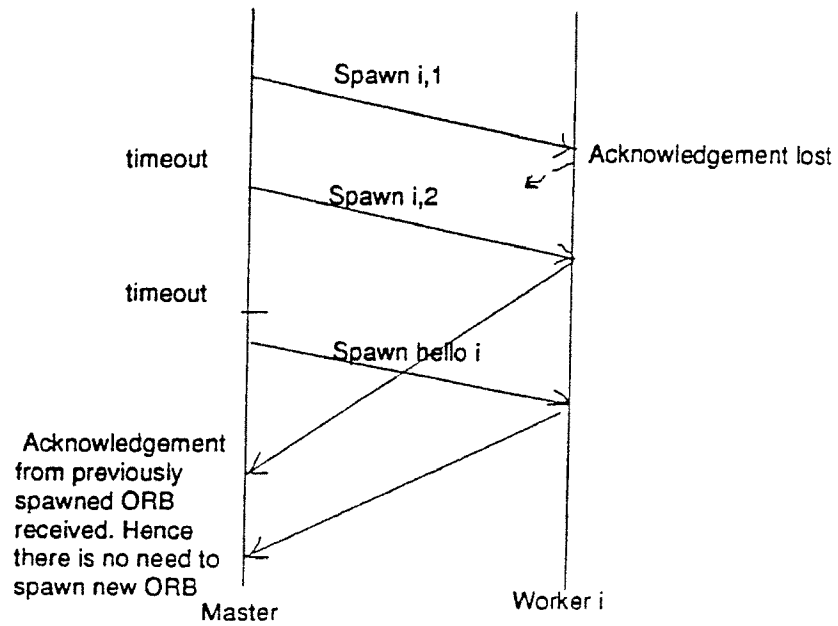 Spawn i,1
timeout
Acknowledgement lost
Spawn i,2
timeout
Spawn hello i
Acknowledgement
from previously
spawned ORB
received. Hence
there is no need to
spawn new ORB
Master
Worker i